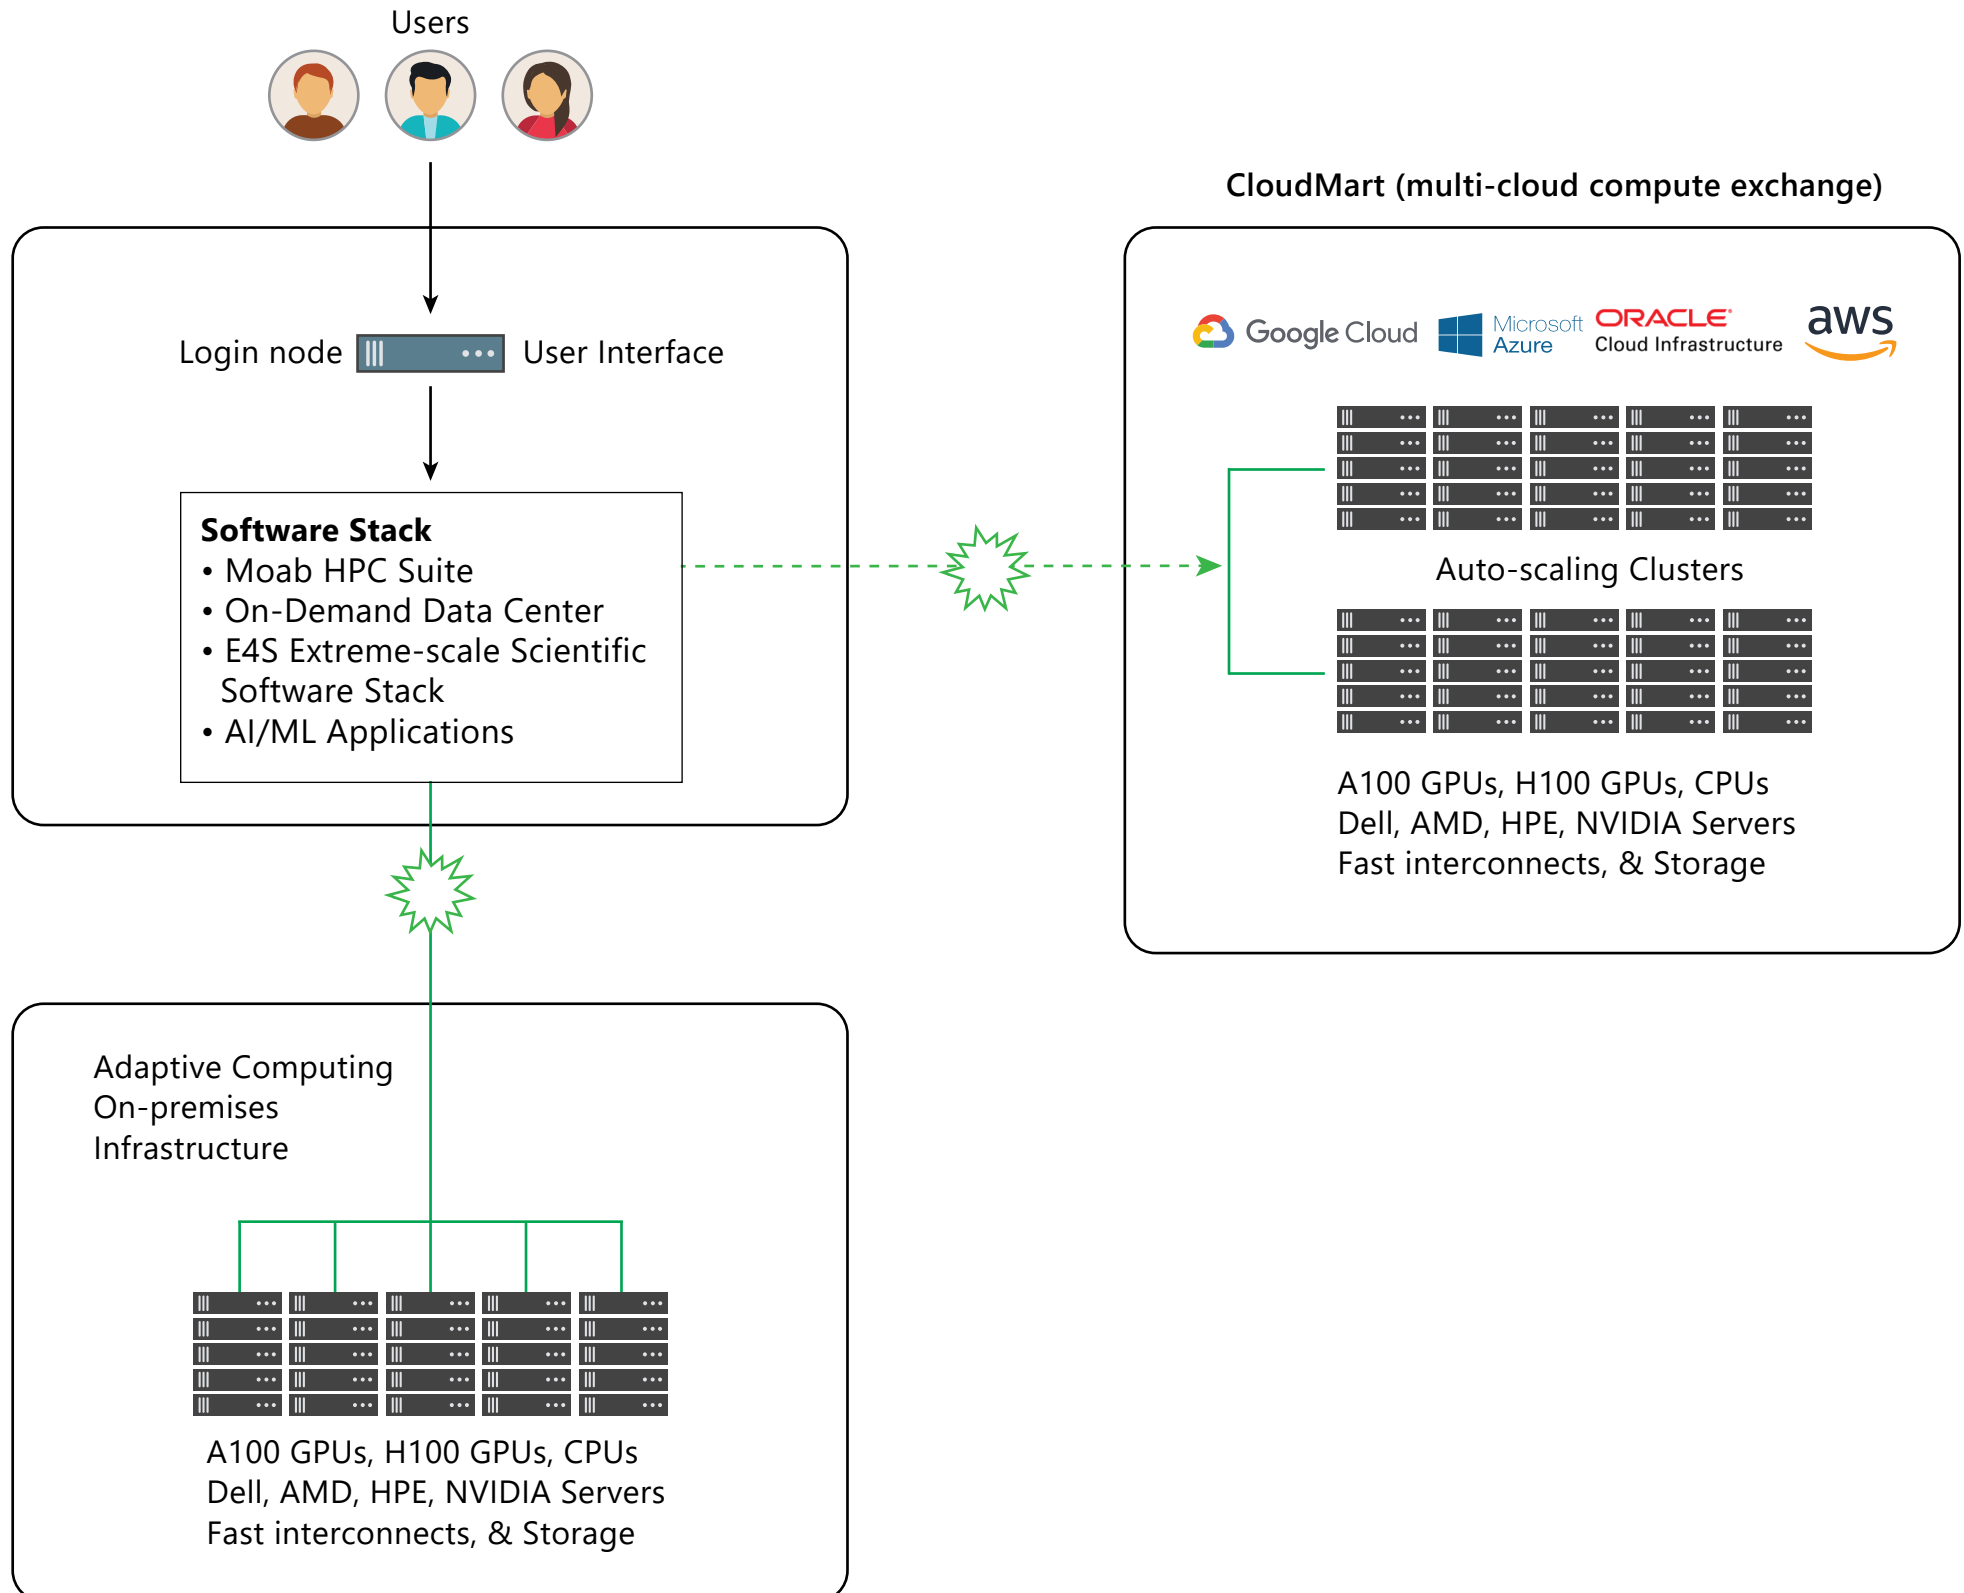 Users
Login node
User Interface
Software Stack
• Moab HPC Suite
• On-Demand Data Center
• E4S Extreme-scale Scientific
Software Stack
• AI/ML Applications
CloudMart (multi-cloud compute exchange)
Google Cloud
Microsoft
Azure
ORACLE
Cloud Infrastructure
aws
Auto-scaling Clusters
A100 GPUs, H100 GPUs, CPUs
Dell, AMD, HPE, NVIDIA Servers
Fast interconnects, & Storage
Adaptive Computing
On-premises
Infrastructure
A100 GPUs, H100 GPUs, CPUs
Dell, AMD, HPE, NVIDIA Servers
Fast interconnects, & Storage